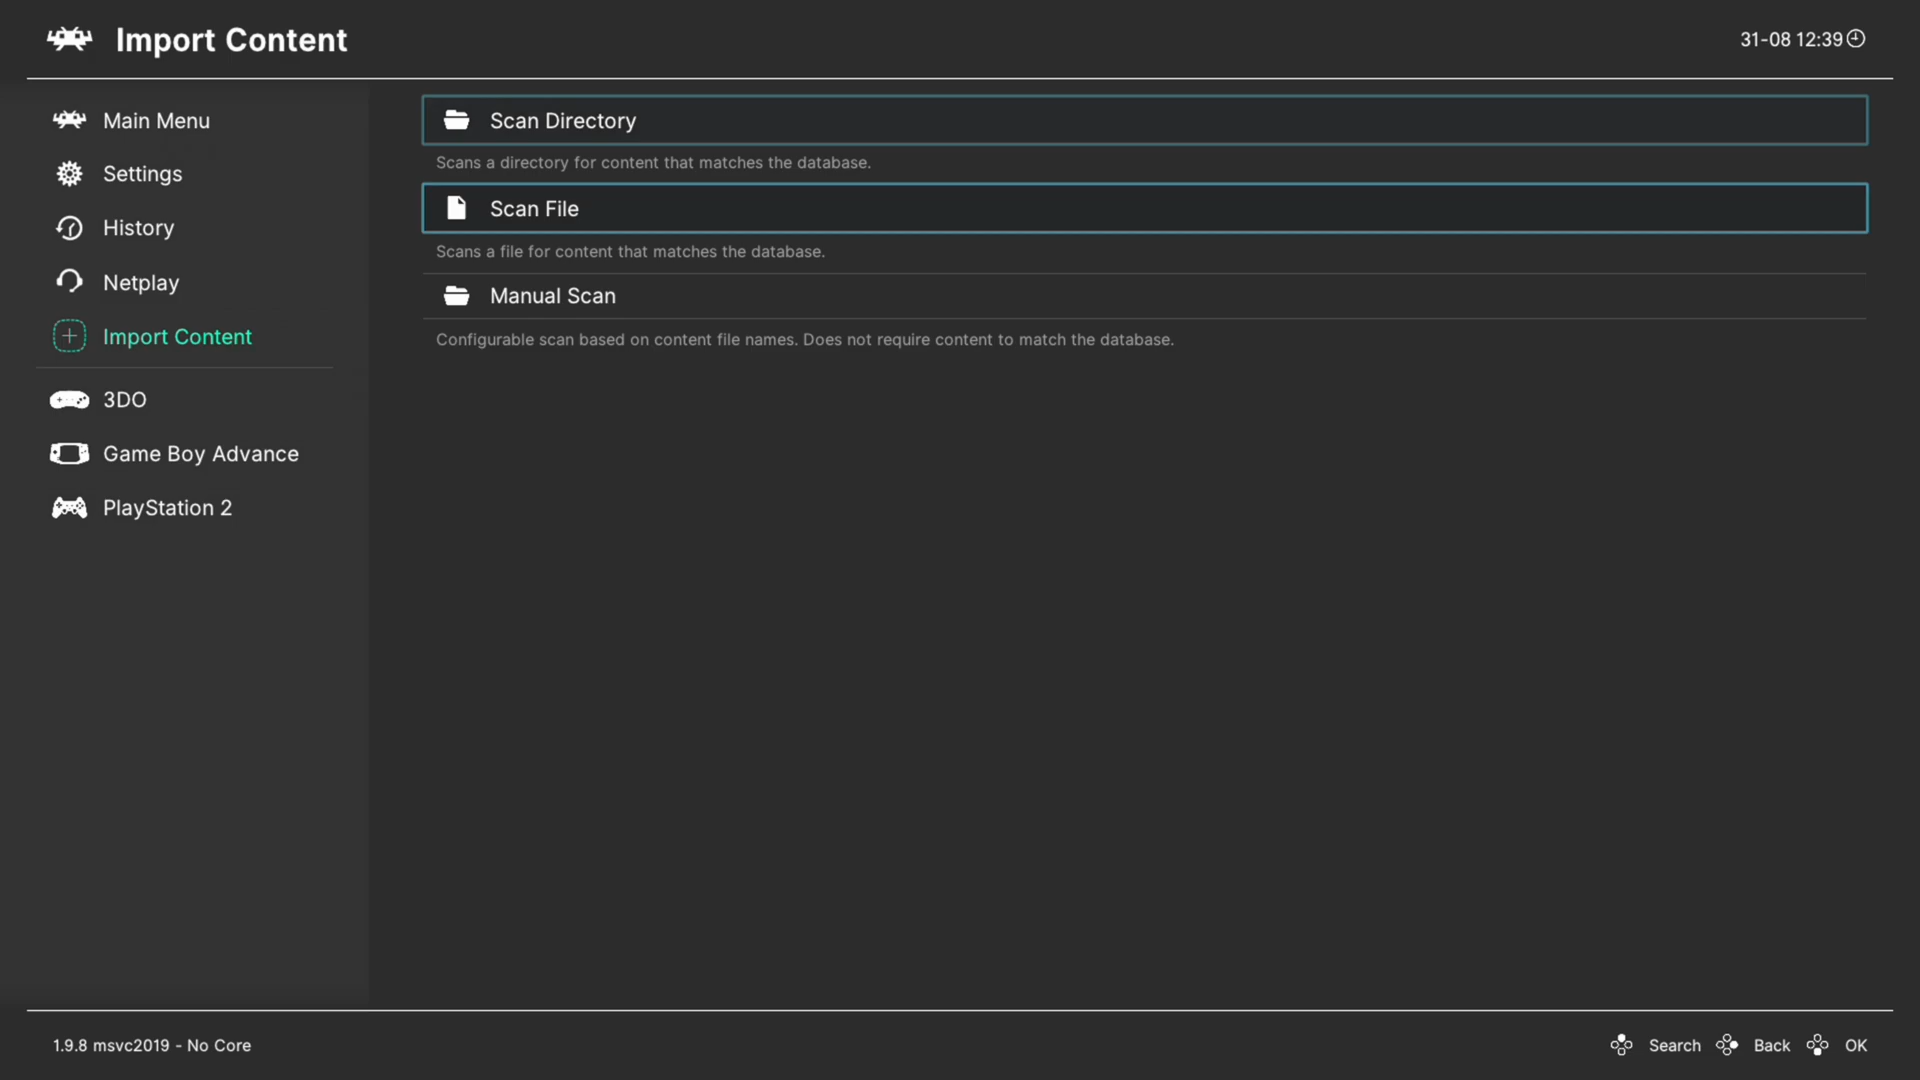 Import Content
31-08 12:39
Main Menu
Settings
History
Netplay
Import Content
3DO
Game Boy Advance
PlayStation 2
Scan Directory
Scans a directory for content that matches the database.
Scan File
Scans a file for content that matches the database.
Manual Scan
Configurable scan based on content file names. Does not require content to match the database.
1.9.8 msvc2019 - No Core
Search Back OK